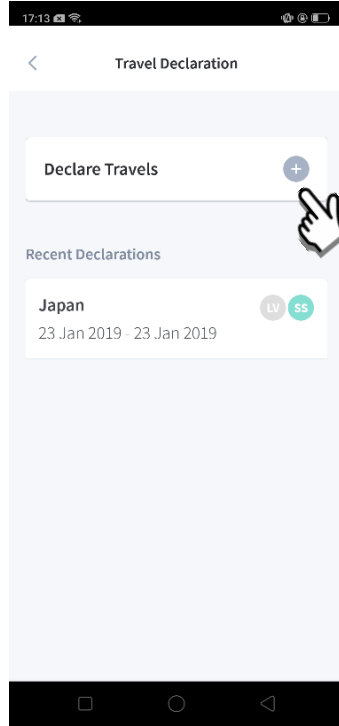 17:13
Travel Declaration
Declare Travels
Recent Declarations
Japan
LV SS
23 Jan 2019 - 23 Jan 2019